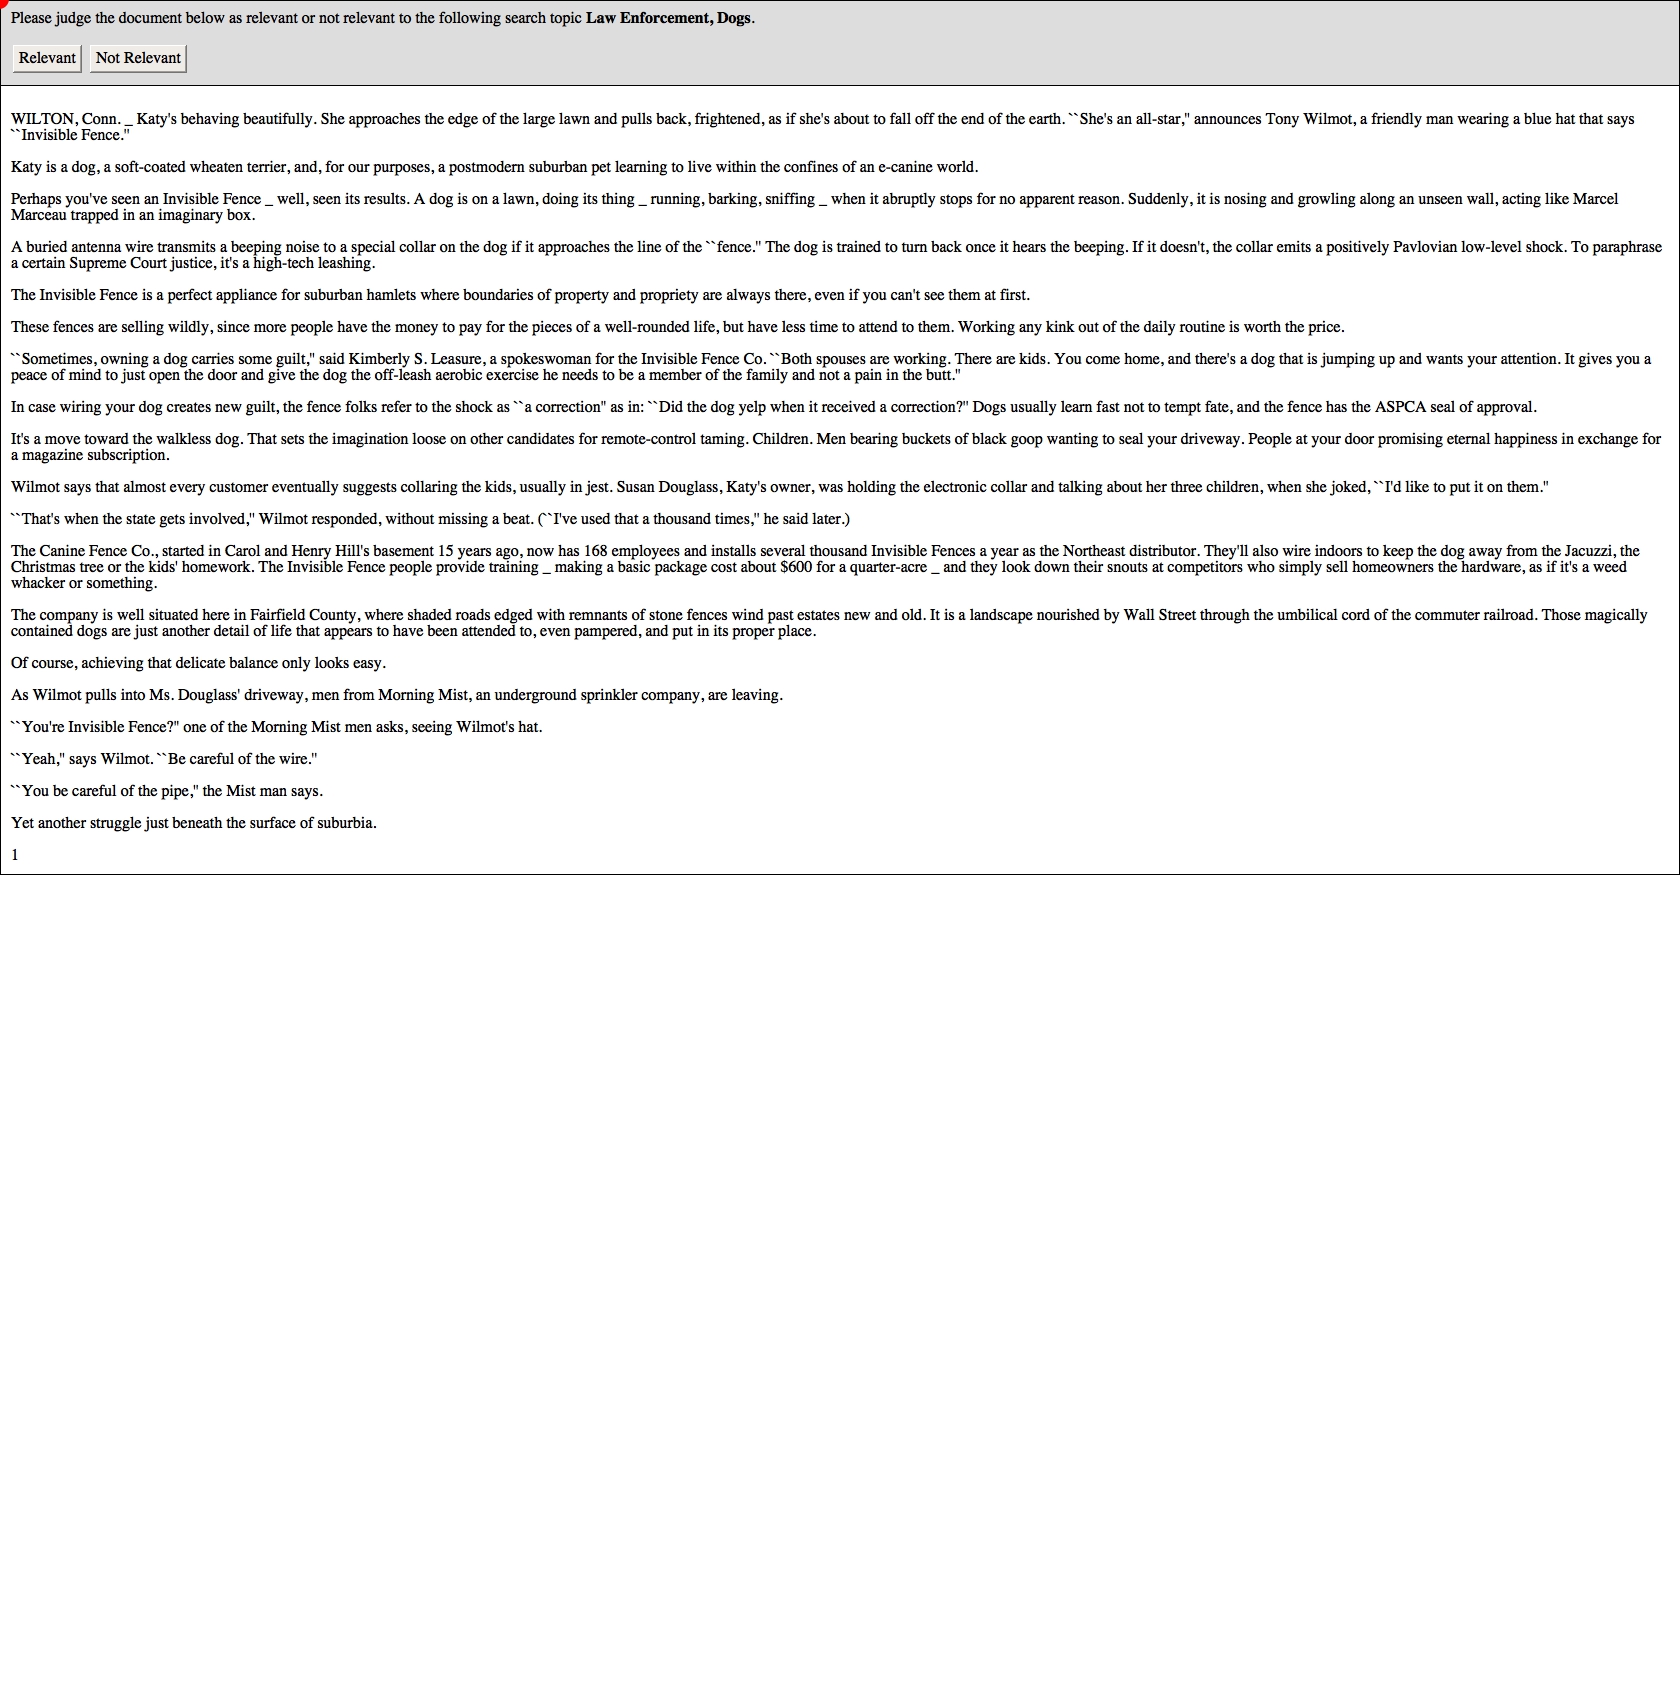 Please judge the document below as relevant or not relevant to the following search topic Law Enforcement, Dogs.
Relevant Not Relevant
WILTON, Conn. _ Katy's behaving beautifully. She approaches the edge of the large lawn and pulls back, frightened, as if she's about to fall off the end of the earth. ``She's an all-star,'' announces Tony Wilmot, a friendly man wearing a blue hat that says
``Invisible Fence.''
Katy is a dog, a soft-coated wheaten terrier, and, for our purposes, a postmodern suburban pet learning to live within the confines of an e-canine world.
Perhaps you've seen an Invisible Fence _ well, seen its results. A dog is on a lawn, doing its thing _ running, barking, sniffing _ when it abruptly stops for no apparent reason. Suddenly, it is nosing and growling along an unseen wall, acting like Marcel
Marceau trapped in an imaginary box.
A buried antenna wire transmits a beeping noise to a special collar on the dog if it approaches the line of the ``fence.'' The dog is trained to turn back once it hears the beeping. If it doesn't, the collar emits a positively Pavlovian low-level shock. To paraphrase
a certain Supreme Court justice, it's a high-tech leashing.
The Invisible Fence is a perfect appliance for suburban hamlets where boundaries of property and propriety are always there, even if you can't see them at first.
These fences are selling wildly, since more people have the money to pay for the pieces of a well-rounded life, but have less time to attend to them. Working any kink out of the daily routine is worth the price.
``Sometimes, owning a dog carries some guilt,'' said Kimberly S. Leasure, a spokeswoman for the Invisible Fence Co. ``Both spouses are working. There are kids. You come home, and there's a dog that is jumping up and wants your attention. It gives you a
peace of mind to just open the door and give the dog the off-leash aerobic exercise he needs to be a member of the family and not a pain in the butt.''
In case wiring your dog creates new guilt, the fence folks refer to the shock as ``a correction'' as in: ``Did the dog yelp when it received a correction?'' Dogs usually learn fast not to tempt fate, and the fence has the ASPCA seal of approval.
It's a move toward the walkless dog. That sets the imagination loose on other candidates for remote-control taming. Children. Men bearing buckets of black goop wanting to seal your driveway. People at your door promising eternal happiness in exchange for
a magazine subscription.
Wilmot says that almost every customer eventually suggests collaring the kids, usually in jest. Susan Douglass, Katy's owner, was holding the electronic collar and talking about her three children, when she joked, ``I'd like to put it on them.''
``That's when the state gets involved,'' Wilmot responded, without missing a beat. (``I've used that a thousand times,'' he said later.)
The Canine Fence Co., started in Carol and Henry Hill's basement 15 years ago, now has 168 employees and installs several thousand Invisible Fences a year as the Northeast distributor. They'll also wire indoors to keep the dog away from the Jacuzzi, the
Christmas tree or the kids' homework. The Invisible Fence people provide training _ making a basic package cost about $600 for a quarter-acre _ and they look down their snouts at competitors who simply sell homeowners the hardware, as if it's a weed
whacker or something.
The company is well situated here in Fairfield County, where shaded roads edged with remnants of stone fences wind past estates new and old. It is a landscape nourished by Wall Street through the umbilical cord of the commuter railroad. Those magically
contained dogs are just another detail of life that appears to have been attended to, even pampered, and put in its proper place.
Of course, achieving that delicate balance only looks easy.
As Wilmot pulls into Ms. Douglass' driveway, men from Morning Mist, an underground sprinkler company, are leaving.
``You're Invisible Fence?'' one of the Morning Mist men asks, seeing Wilmot's hat.
``Yeah,'' says Wilmot. ``Be careful of the wire.''
``You be careful of the pipe,'' the Mist man says.
Yet another struggle just beneath the surface of suburbia.
1